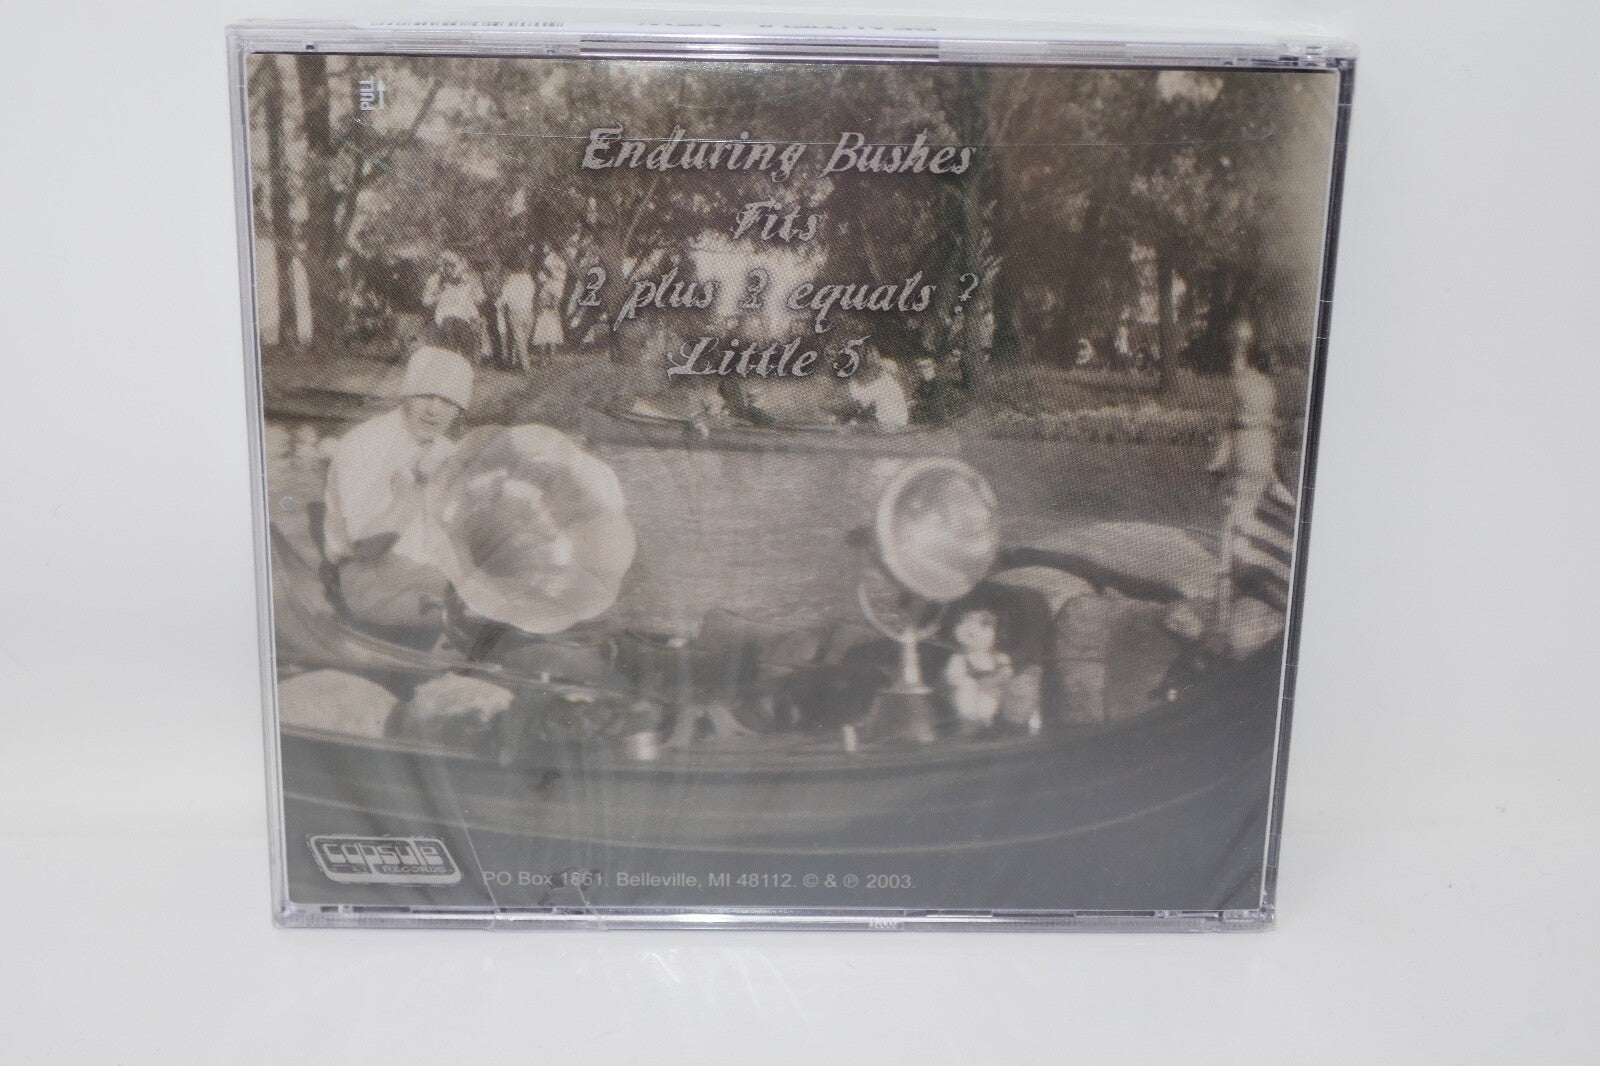 PULL
Enduring Bushes
Fits
2 plus 2 equals ?
Little 5
capsule
RECORDS
PO Box 1861, Belleville, MI 48112. © & ℗ 2003.